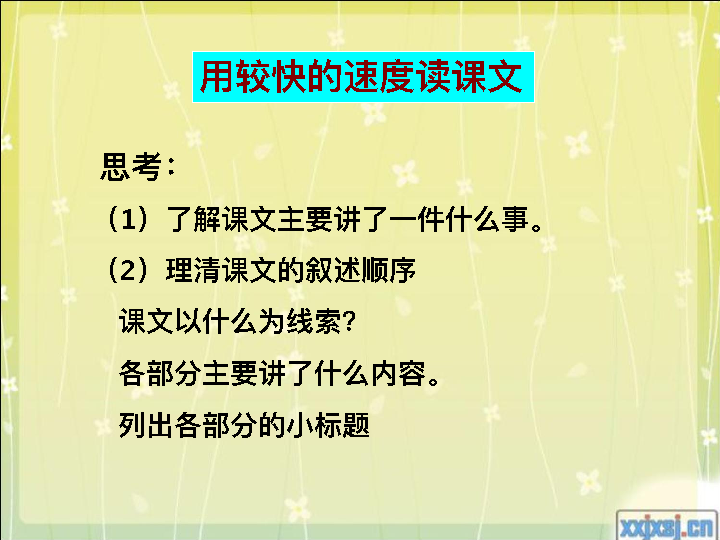 用较快的速度读课文
思考：
（1）了解课文主要讲了一件什么事。
（2）理清课文的叙述顺序
课文以什么为线索？
各部分主要讲了什么内容。
列出各部分的小标题
xxjxsj.cn